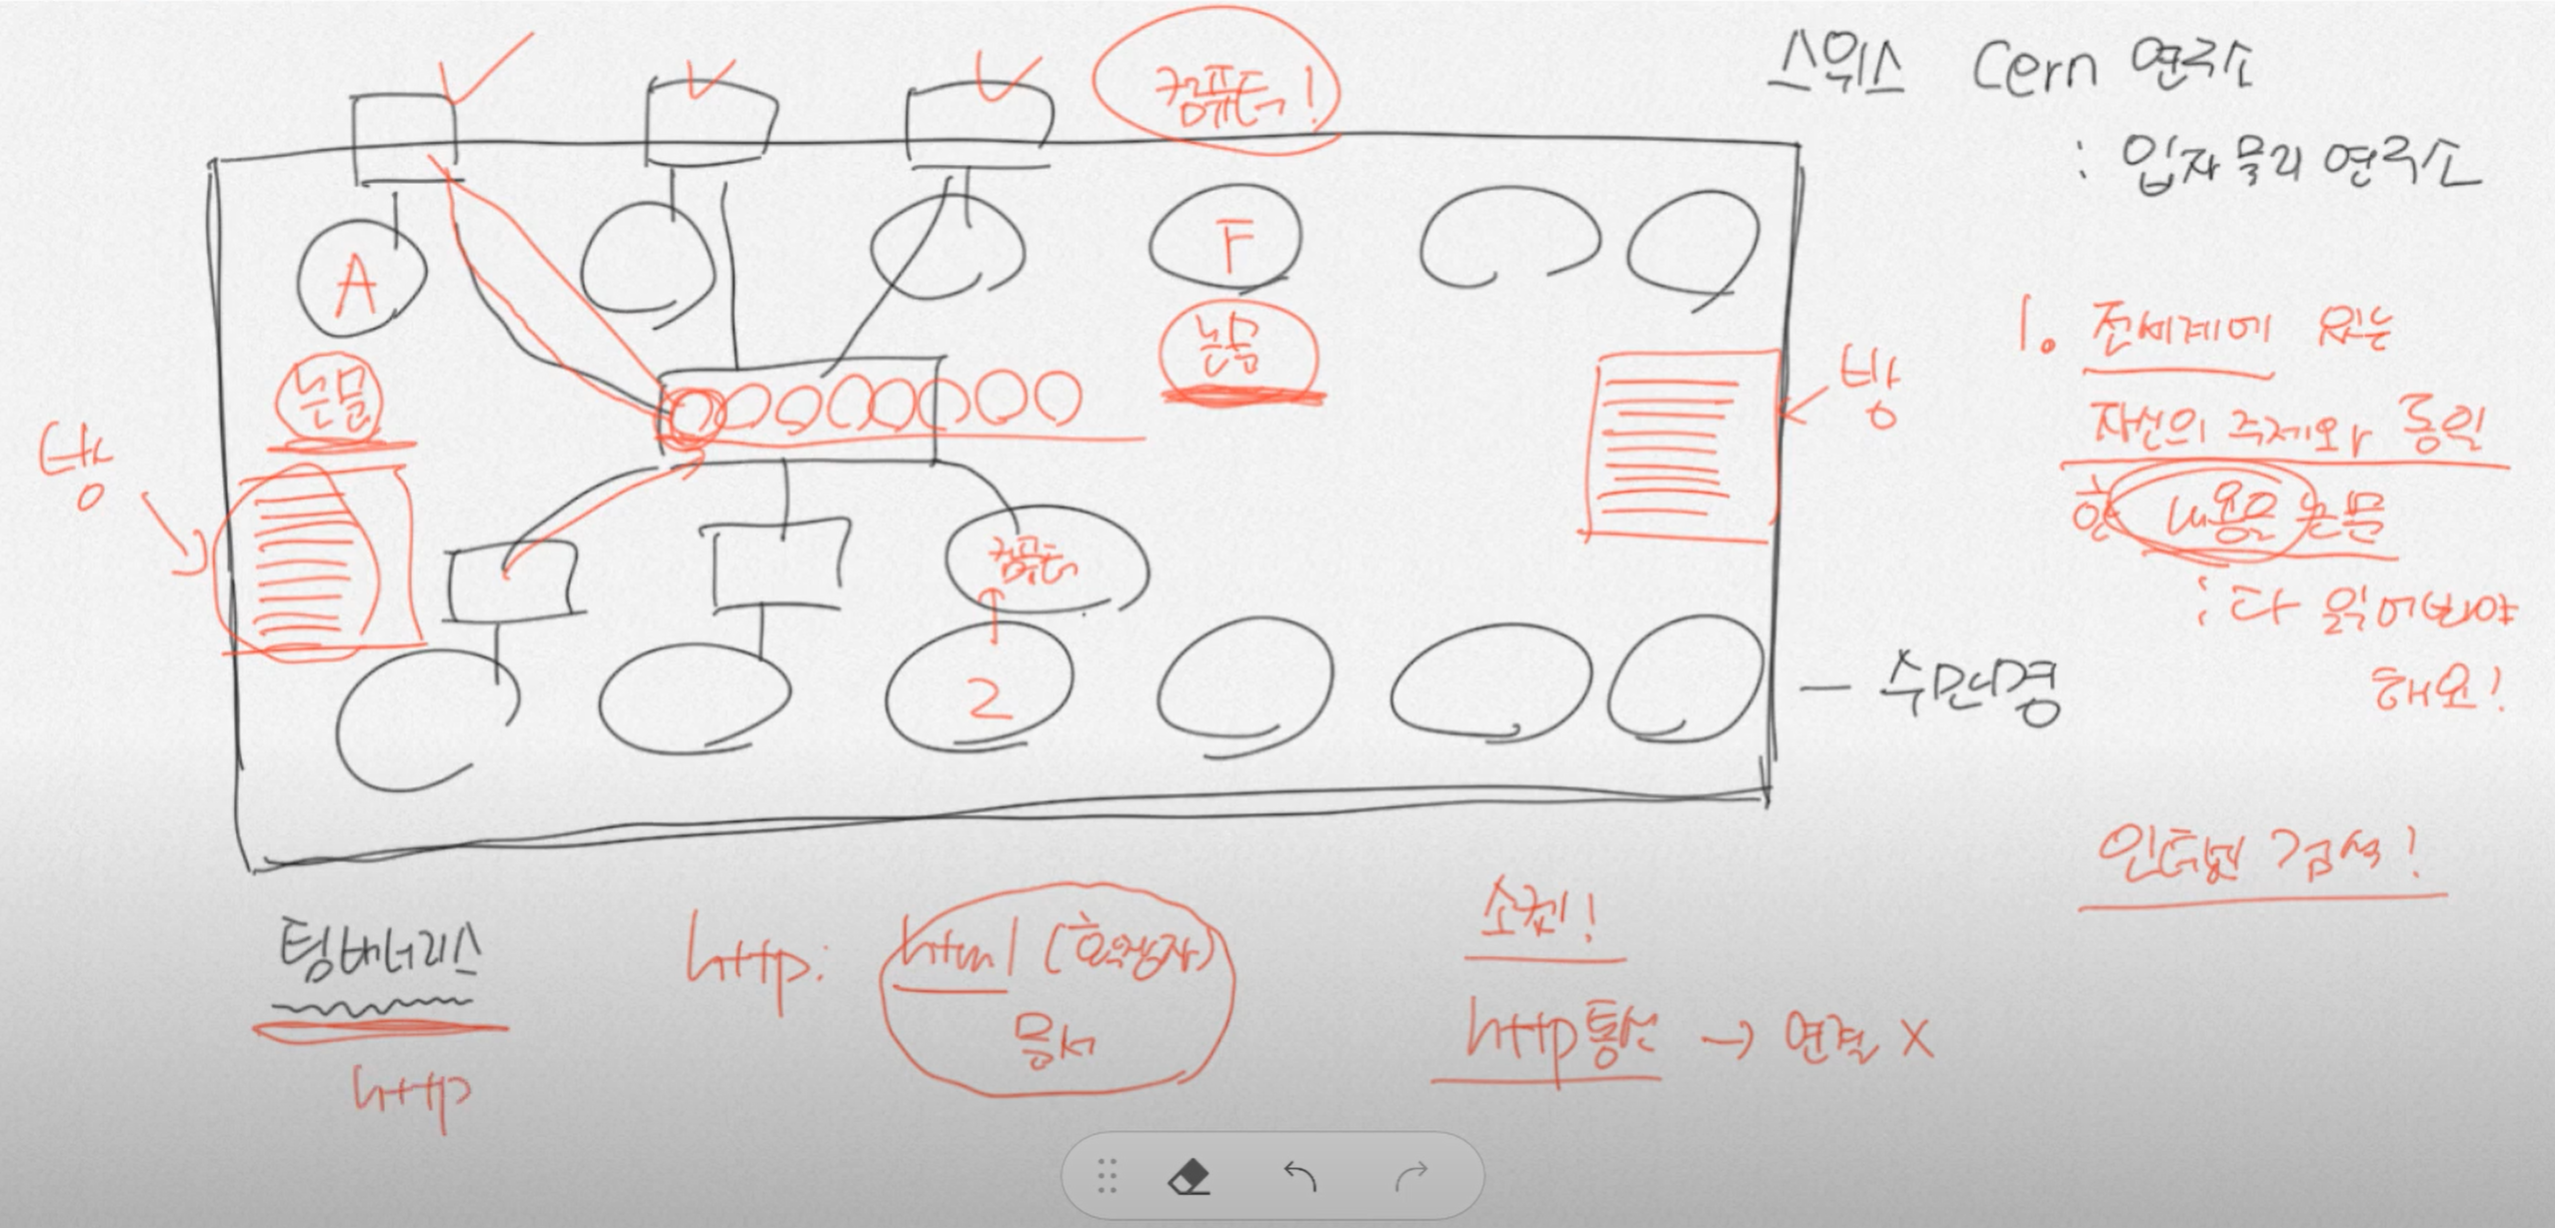 컴퓨터!
스위스 Cern 연구소
: 입자 물리 연구소
A
F
논문
논문
방
방
1. 전세계에 있는
자신의 주제와 동일
한 내용을 논문
: 다 읽어봐야
해요!
컴퓨터
2
- 수만명
인터넷 검색!
팀버너리스
http
http:
html (확장자)
문서
소켓!
http통신 → 연결 X